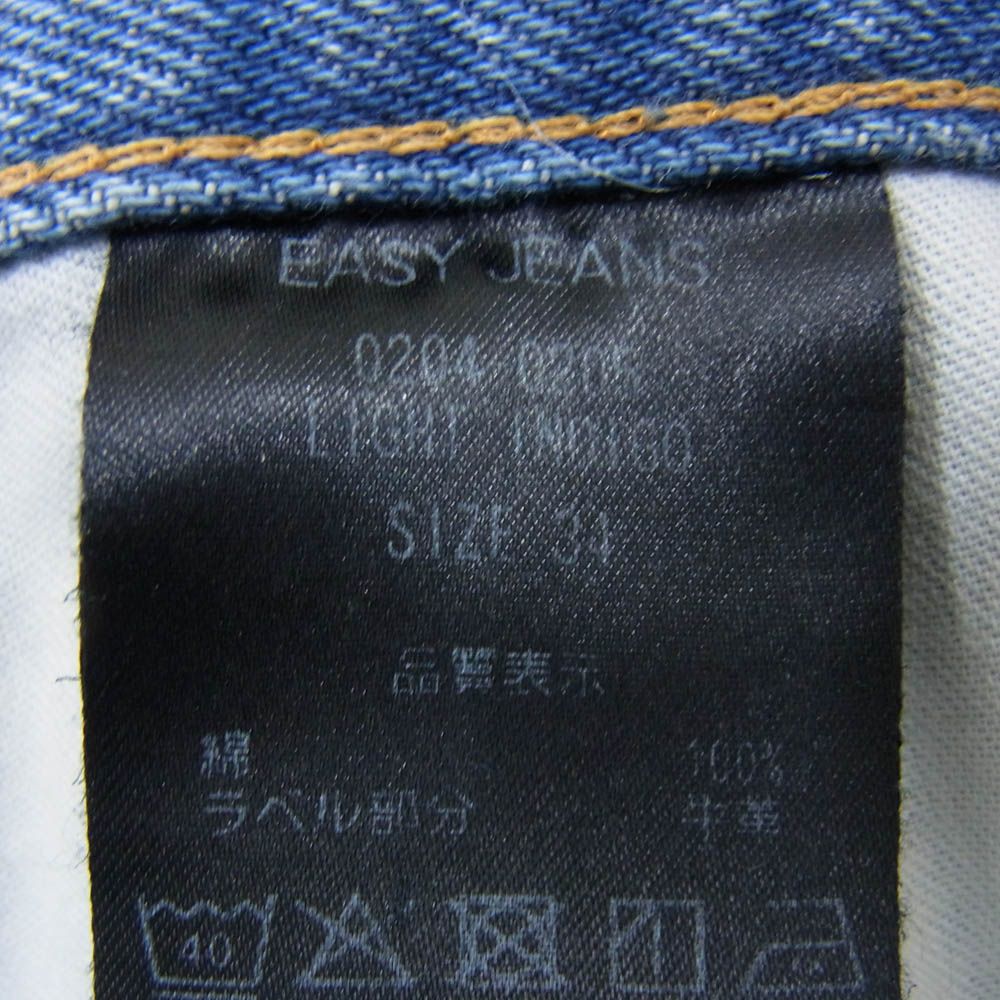 EASY JEANS
0204 0205
LIGHT INDIGO
SIZE 34
品質表示
綿 100%
ラベル部分 牛革
40